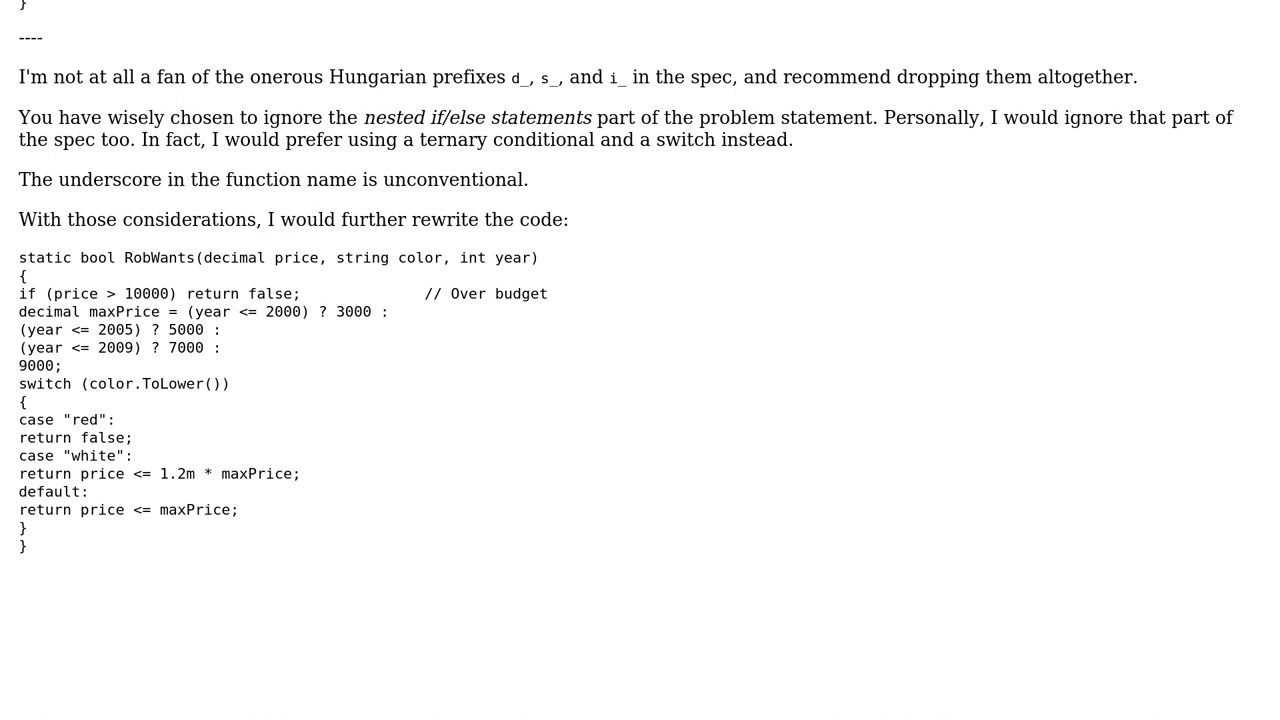 }
----
I'm not at all a fan of the onerous Hungarian prefixes d_, s_, and i_ in the spec, and recommend dropping them altogether.
You have wisely chosen to ignore the nested if/else statements part of the problem statement. Personally, I would ignore that part of
the spec too. In fact, I would prefer using a ternary conditional and a switch instead.
The underscore in the function name is unconventional.
With those considerations, I would further rewrite the code:
static bool RobWants(decimal price, string color, int year)
{
if (price > 10000) return false;              // Over budget
decimal maxPrice = (year <= 2000) ? 3000 :
(year <= 2005) ? 5000 :
(year <= 2009) ? 7000 :
9000;
switch (color.ToLower())
{
case "red":
return false;
case "white":
return price <= 1.2m * maxPrice;
default:
return price <= maxPrice;
}
}